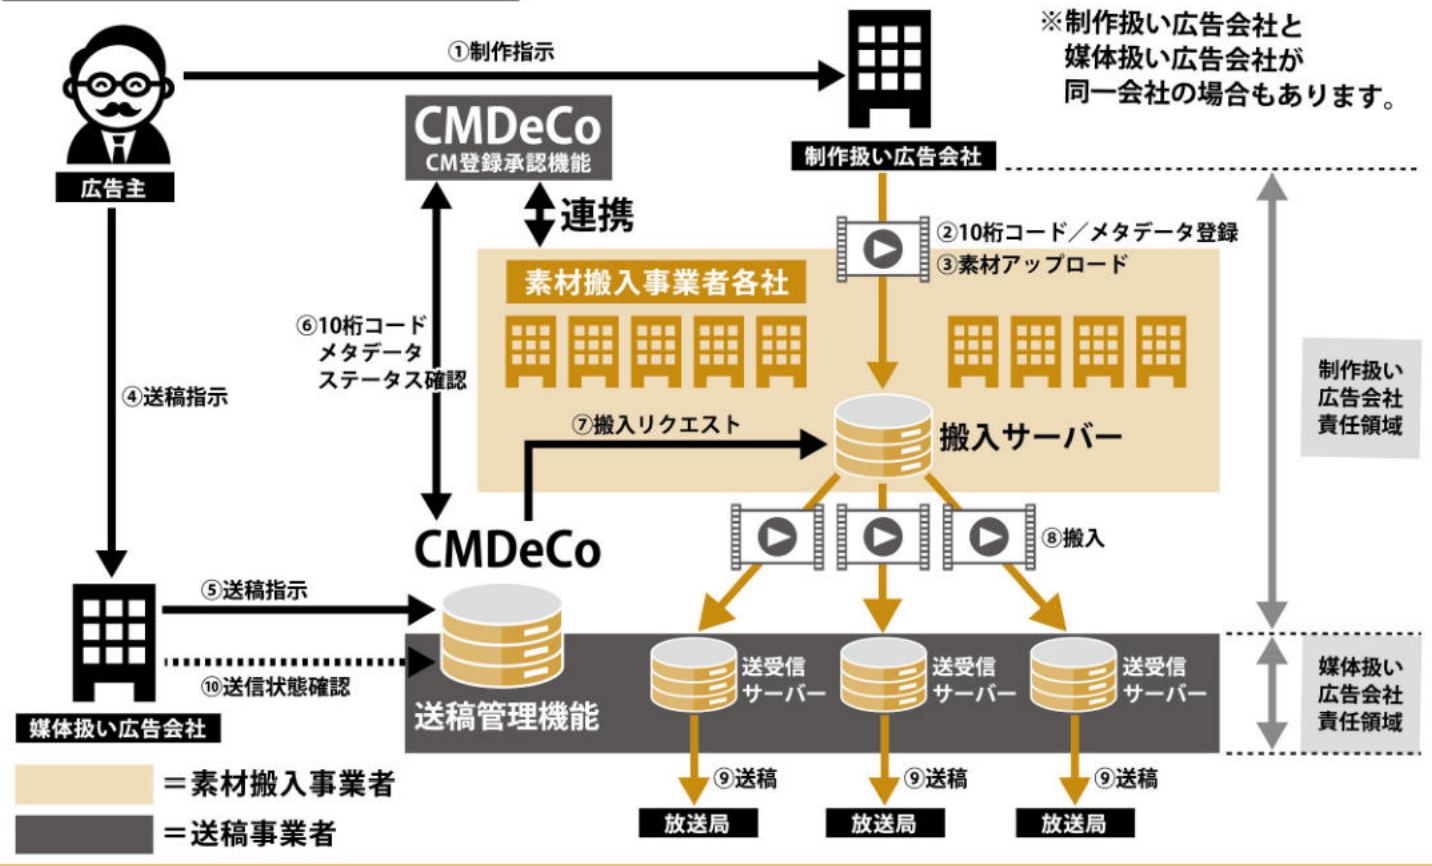 ①制作指示
※制作扱い広告会社と
媒体扱い広告会社が
同一会社の場合もあります。
広告主
CMDeCo
CM登録承認機能
制作扱い広告会社
連携
②10桁コード／メタデータ登録
③素材アップロード
素材搬入事業者各社
⑥10桁コード
メタデータ
ステータス確認
④送稿指示
制作扱い
広告会社
責任領域
⑦搬入リクエスト
搬入サーバー
CMDeCo
⑧搬入
⑤送稿指示
⑩送信状態確認
送稿管理機能
送受信
サーバー
送受信
サーバー
送受信
サーバー
媒体扱い
広告会社
責任領域
媒体扱い広告会社
⑨送稿
⑨送稿
⑨送稿
放送局
放送局
放送局
＝素材搬入事業者
＝送稿事業者